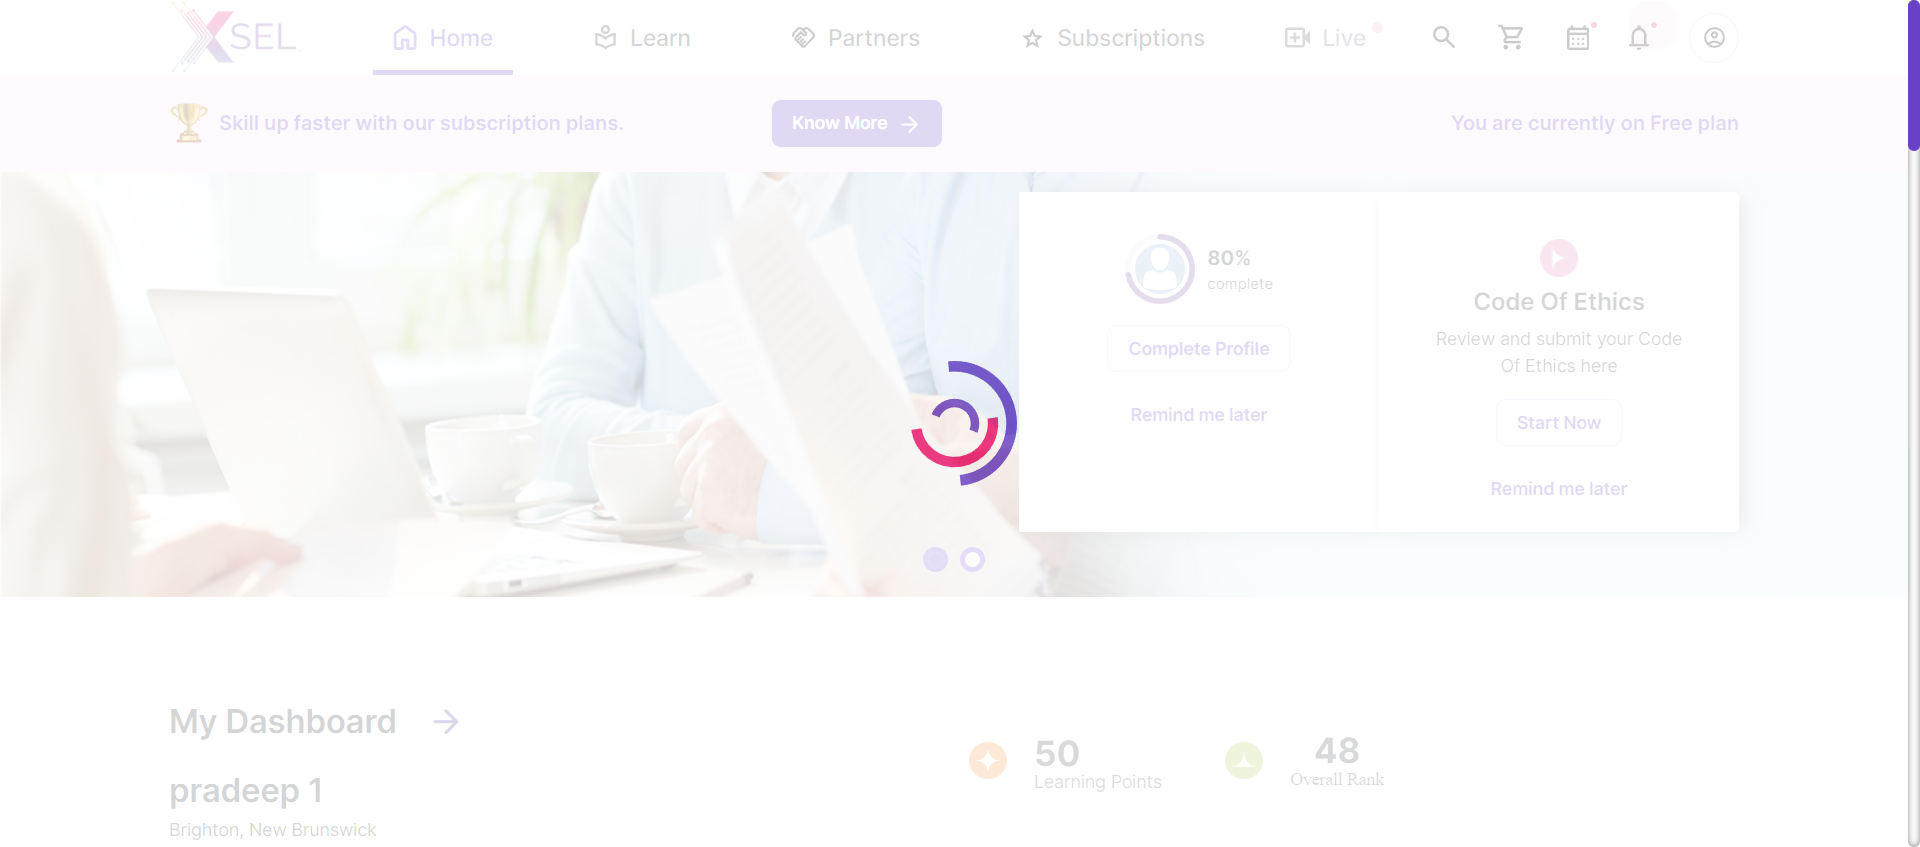 XSEL
Home
Learn
Partners
Subscriptions
Live
Skill up faster with our subscription plans.
Know More
You are currently on Free plan
80%
complete
Complete Profile
Remind me later
Code Of Ethics
Review and submit your Code
Of Ethics here
Start Now
Remind me later
My Dashboard
50
Learning Points
48
Overall Rank
pradeep 1
Brighton, New Brunswick